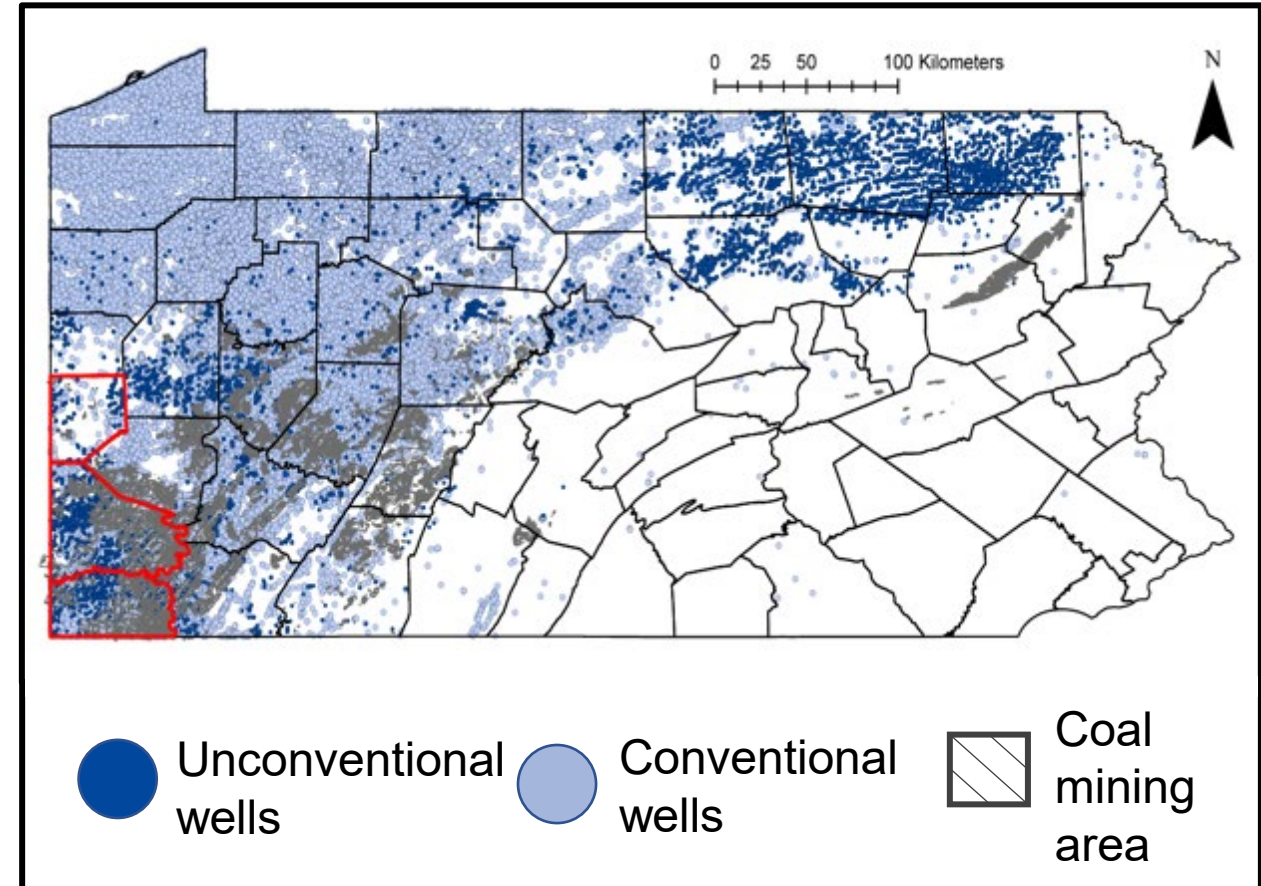 0 25 50 100 Kilometers
N
Unconventional
wells
Conventional
wells
Coal
mining
area